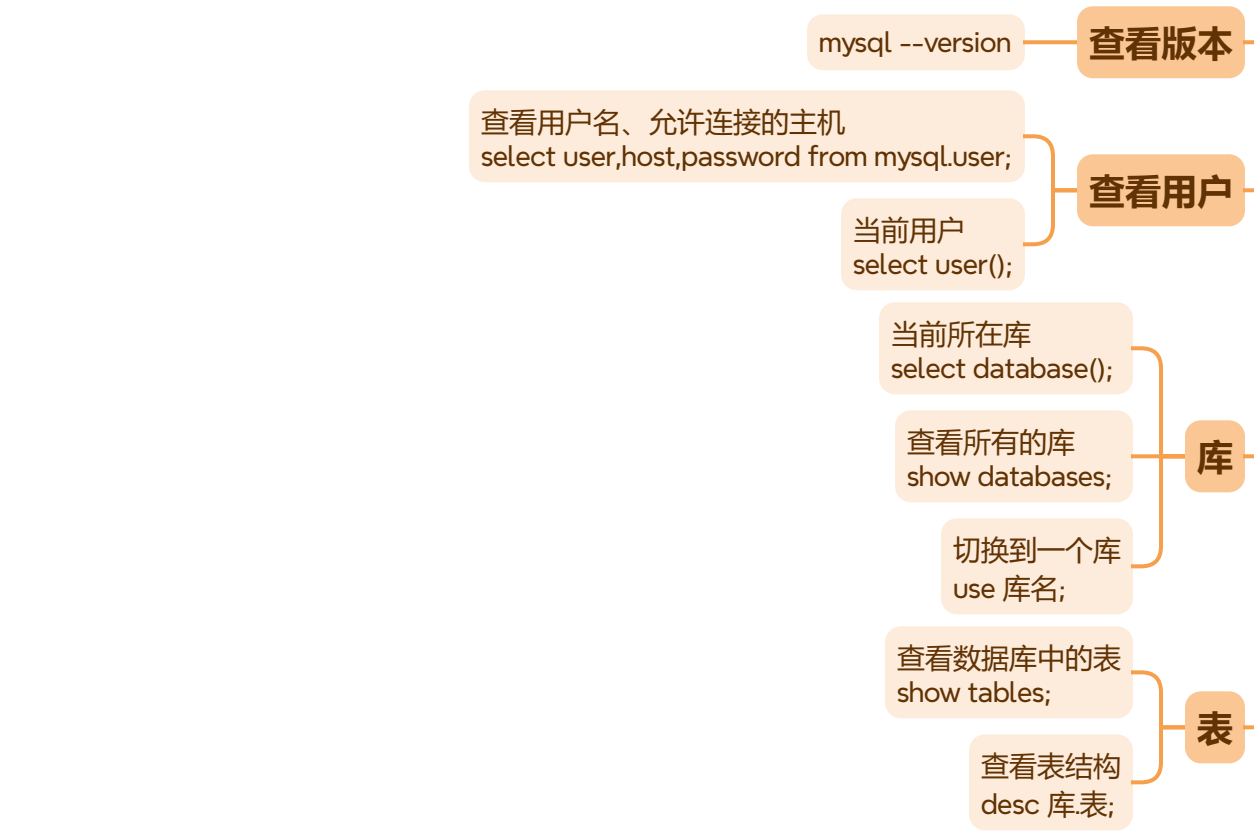 查看版本
mysql --version
查看用户
查看用户名、允许连接的主机
select user,host,password from mysql.user;
当前用户
select user();
库
当前所在库
select database();
查看所有的库
show databases;
切换到一个库
use 库名;
表
查看数据库中的表
show tables;
查看表结构
desc 库.表;